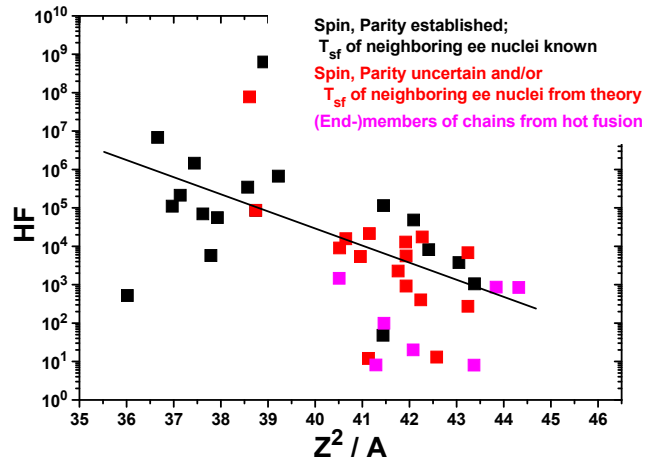 Spin, Parity established;
T_sf of neighboring ee nuclei known
Spin, Parity uncertain and/or
T_sf of neighboring ee nuclei from theory
(End-)members of chains from hot fusion
HF
10^10
10^9
10^8
10^7
10^6
10^5
10^4
10^3
10^2
10^1
10^0
35 36 37 38 39 40 41 42 43 44 45 46
Z^2 / A